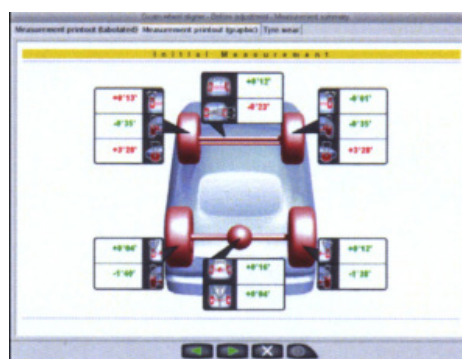 Measurement printout (tabulated) Measurement printout (graphic) Tyre wear
Initial Measurement
+0°12'
+0°13' -0°23' -0°01'
-0°35' -0°35'
+3°28' +3°28'
+0°04' +0°12'
-1°40' +0°16' -1°38'
+0°04'